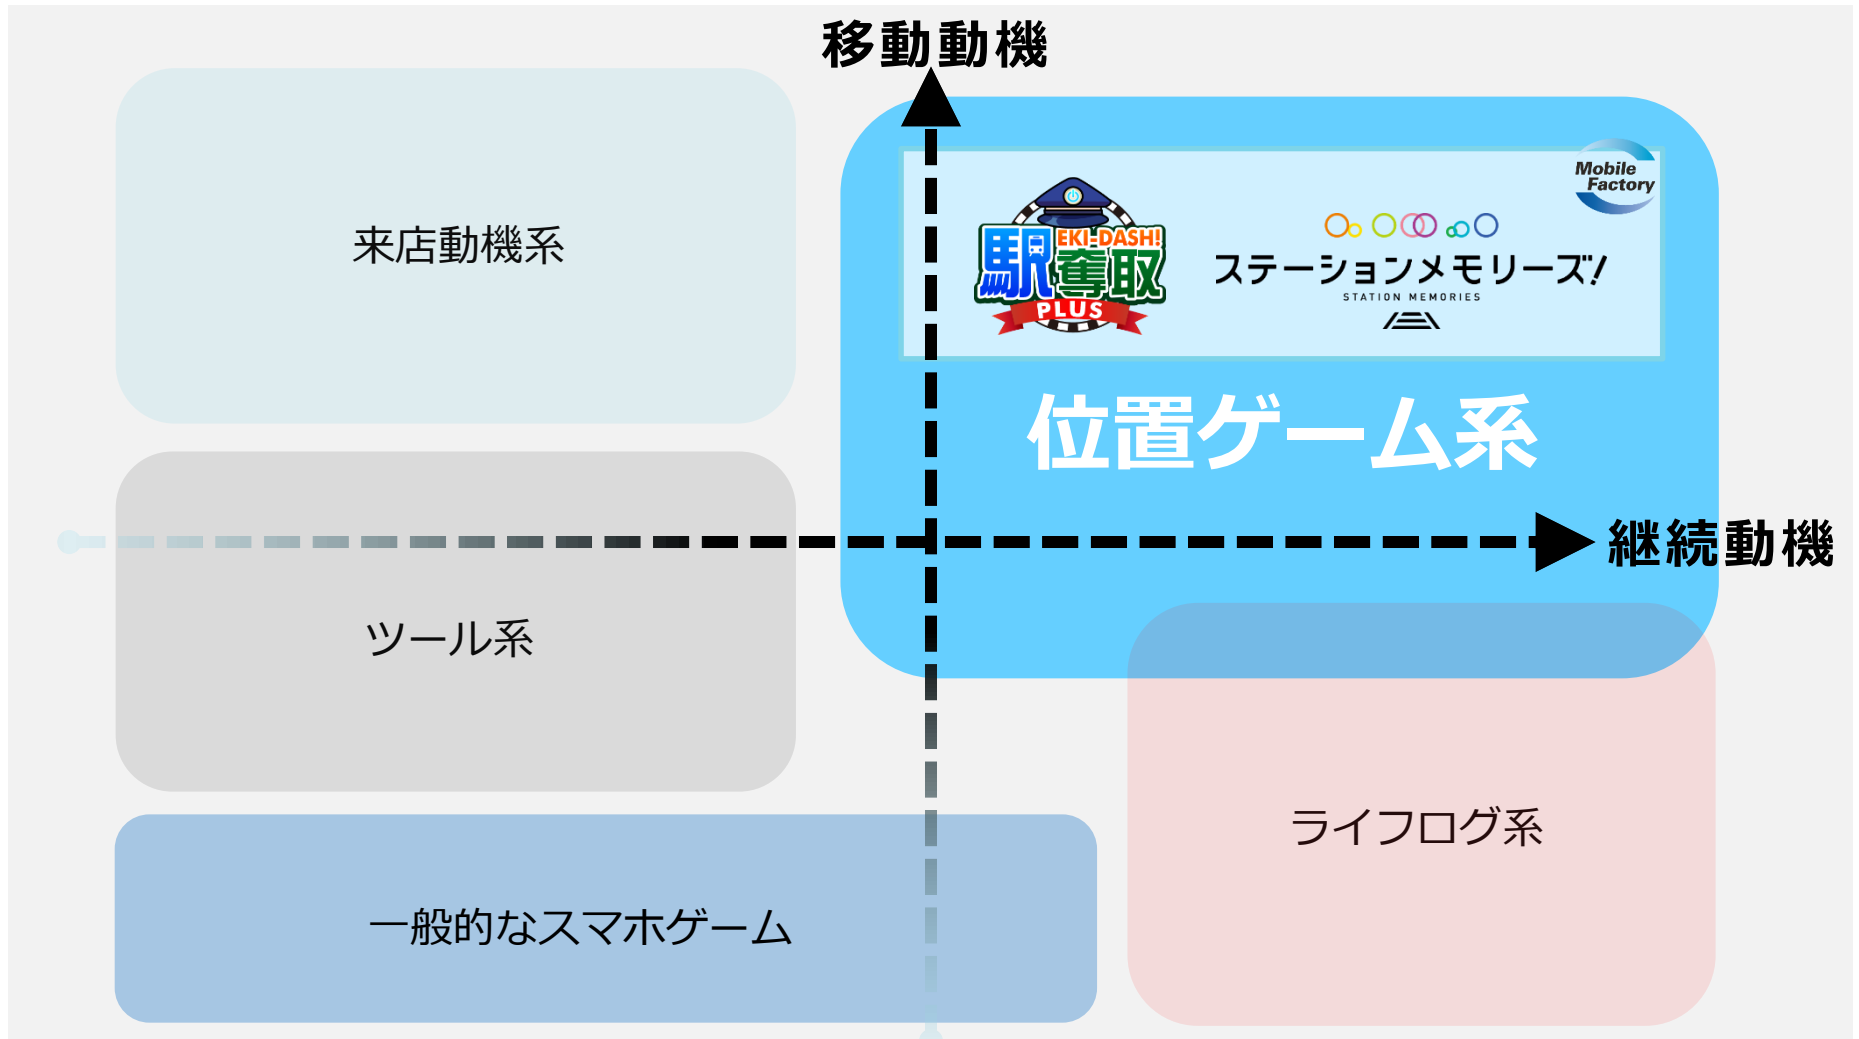 移動動機
来店動機系
Mobile
Factory
EKI-DASH!
駅奪取
PLUS
ステーションメモリーズ!
STATION MEMORIES
位置ゲーム系
継続動機
ツール系
ライフログ系
一般的なスマホゲーム